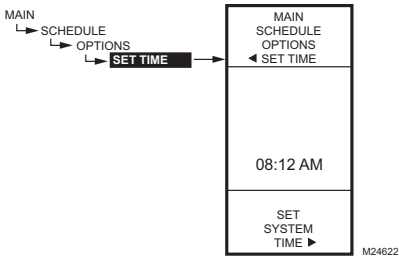 MAIN
SCHEDULE
OPTIONS
SET TIME
MAIN
SCHEDULE
OPTIONS
◄ SET TIME
08:12 AM
SET
SYSTEM
TIME ►
M24622